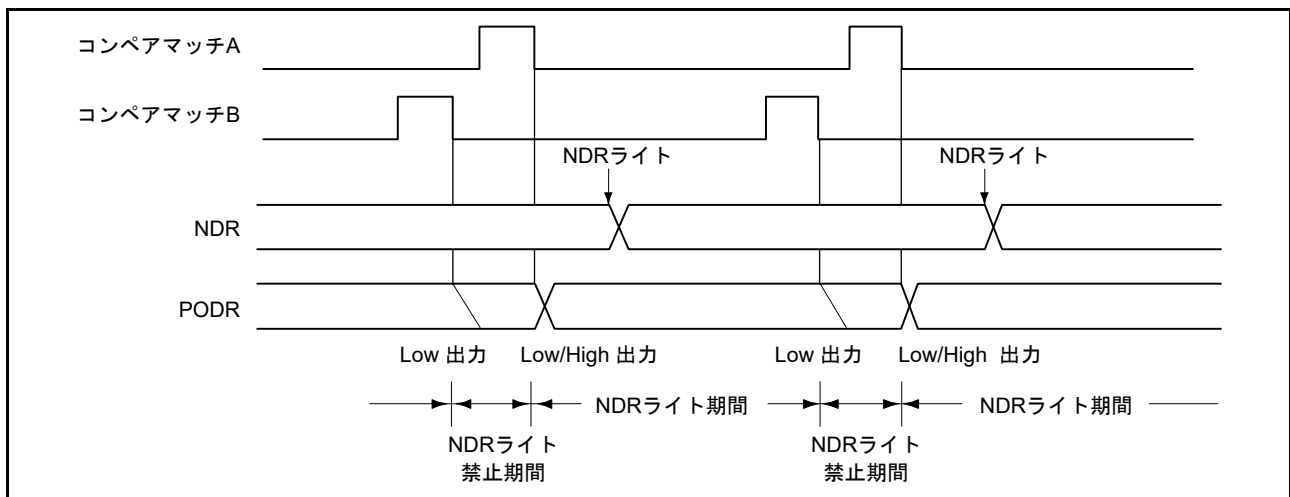 コンペアマッチA
コンペアマッチB
NDRライト NDRライト
NDR
PODR
Low 出力 Low/High 出力 Low 出力 Low/High 出力
NDRライト期間 NDRライト期間
NDRライト NDRライト
禁止期間 禁止期間